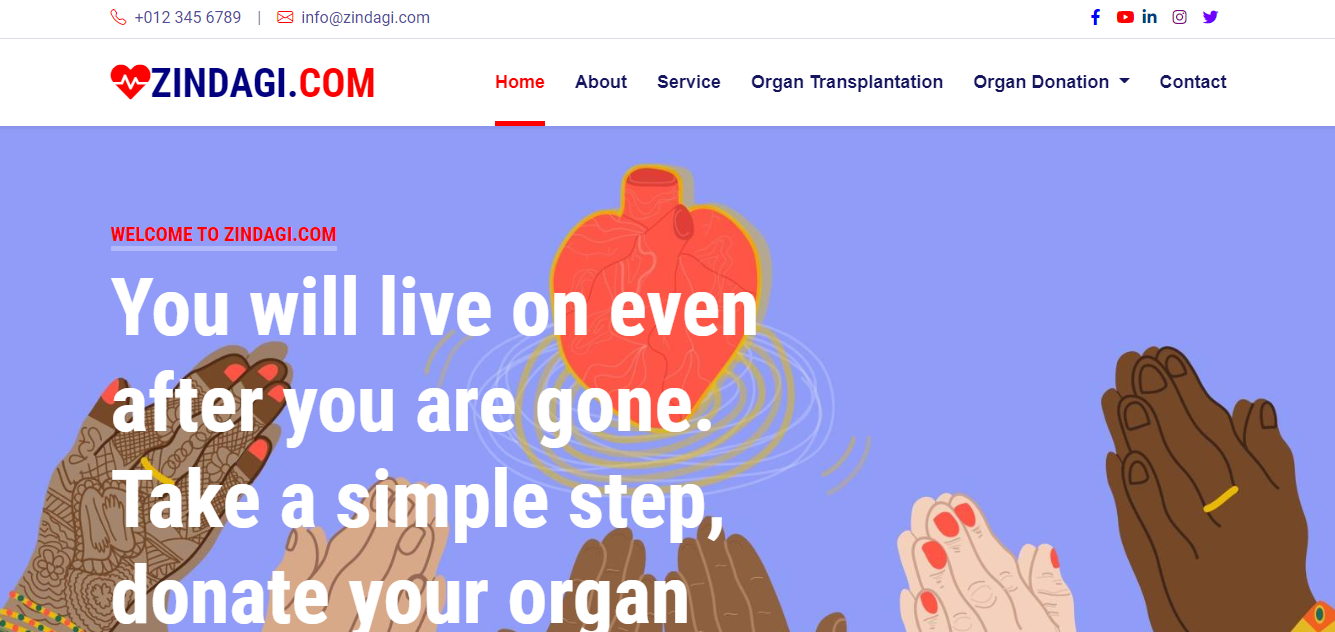 +012 345 6789 | info@zindagi.com
ZINDAGI.COM
Home About Service Organ Transplantation Organ Donation Contact
WELCOME TO ZINDAGI.COM
You will live on even
after you are gone.
Take a simple step,
donate your organ